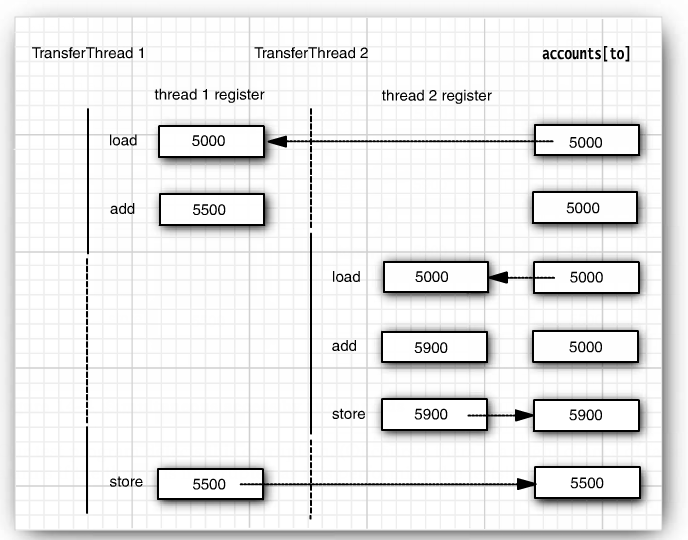 TransferThread 1 TransferThread 2 accounts[to]
thread 1 register thread 2 register
load 5000 5000
add 5500 5000
load 5000 5000
add 5900 5000
store 5900 5900
store 5500 5500